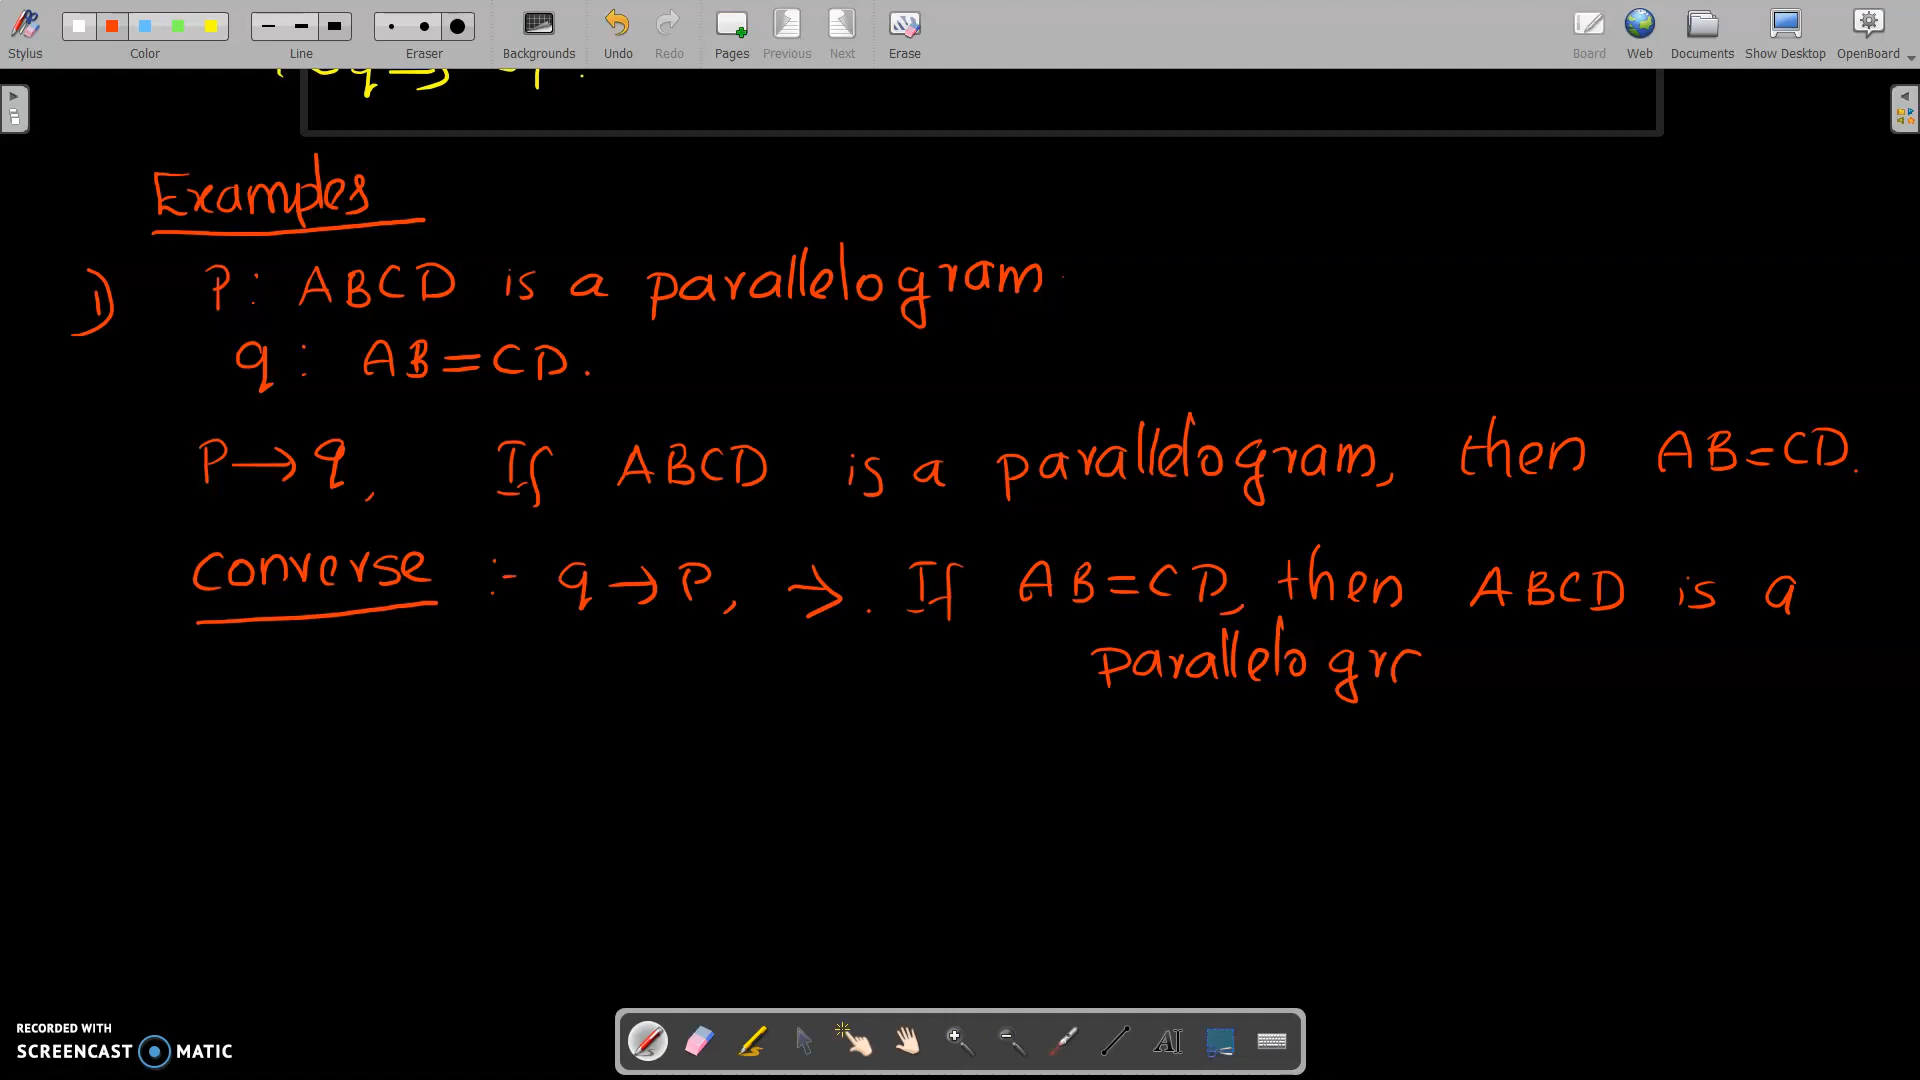 Stylus Color Line Eraser Backgrounds Undo Redo Pages Previous Next Erase Board Web Documents Show Desktop OpenBoard
Examples
1) P: ABCD is a parallelogram
q: AB=CD.
P→q, If ABCD is a parallelogram, then AB=CD.
Converse :- q→P, →. If AB=CD, then ABCD is a
parallelogra
RECORDED WITH
SCREENCAST MATIC